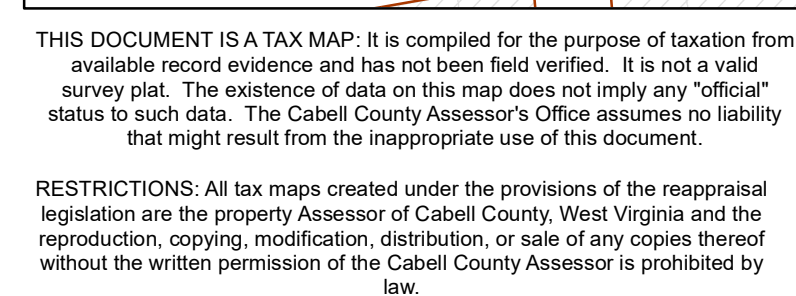 THIS DOCUMENT IS A TAX MAP: It is compiled for the purpose of taxation from
available record evidence and has not been field verified.  It is not a valid
survey plat.  The existence of data on this map does not imply any "official"
status to such data.  The Cabell County Assessor's Office assumes no liability
that might result from the inappropriate use of this document.
RESTRICTIONS: All tax maps created under the provisions of the reappraisal
legislation are the property Assessor of Cabell County, West Virginia and the
reproduction, copying, modification, distribution, or sale of any copies thereof
without the written permission of the Cabell County Assessor is prohibited by
law.